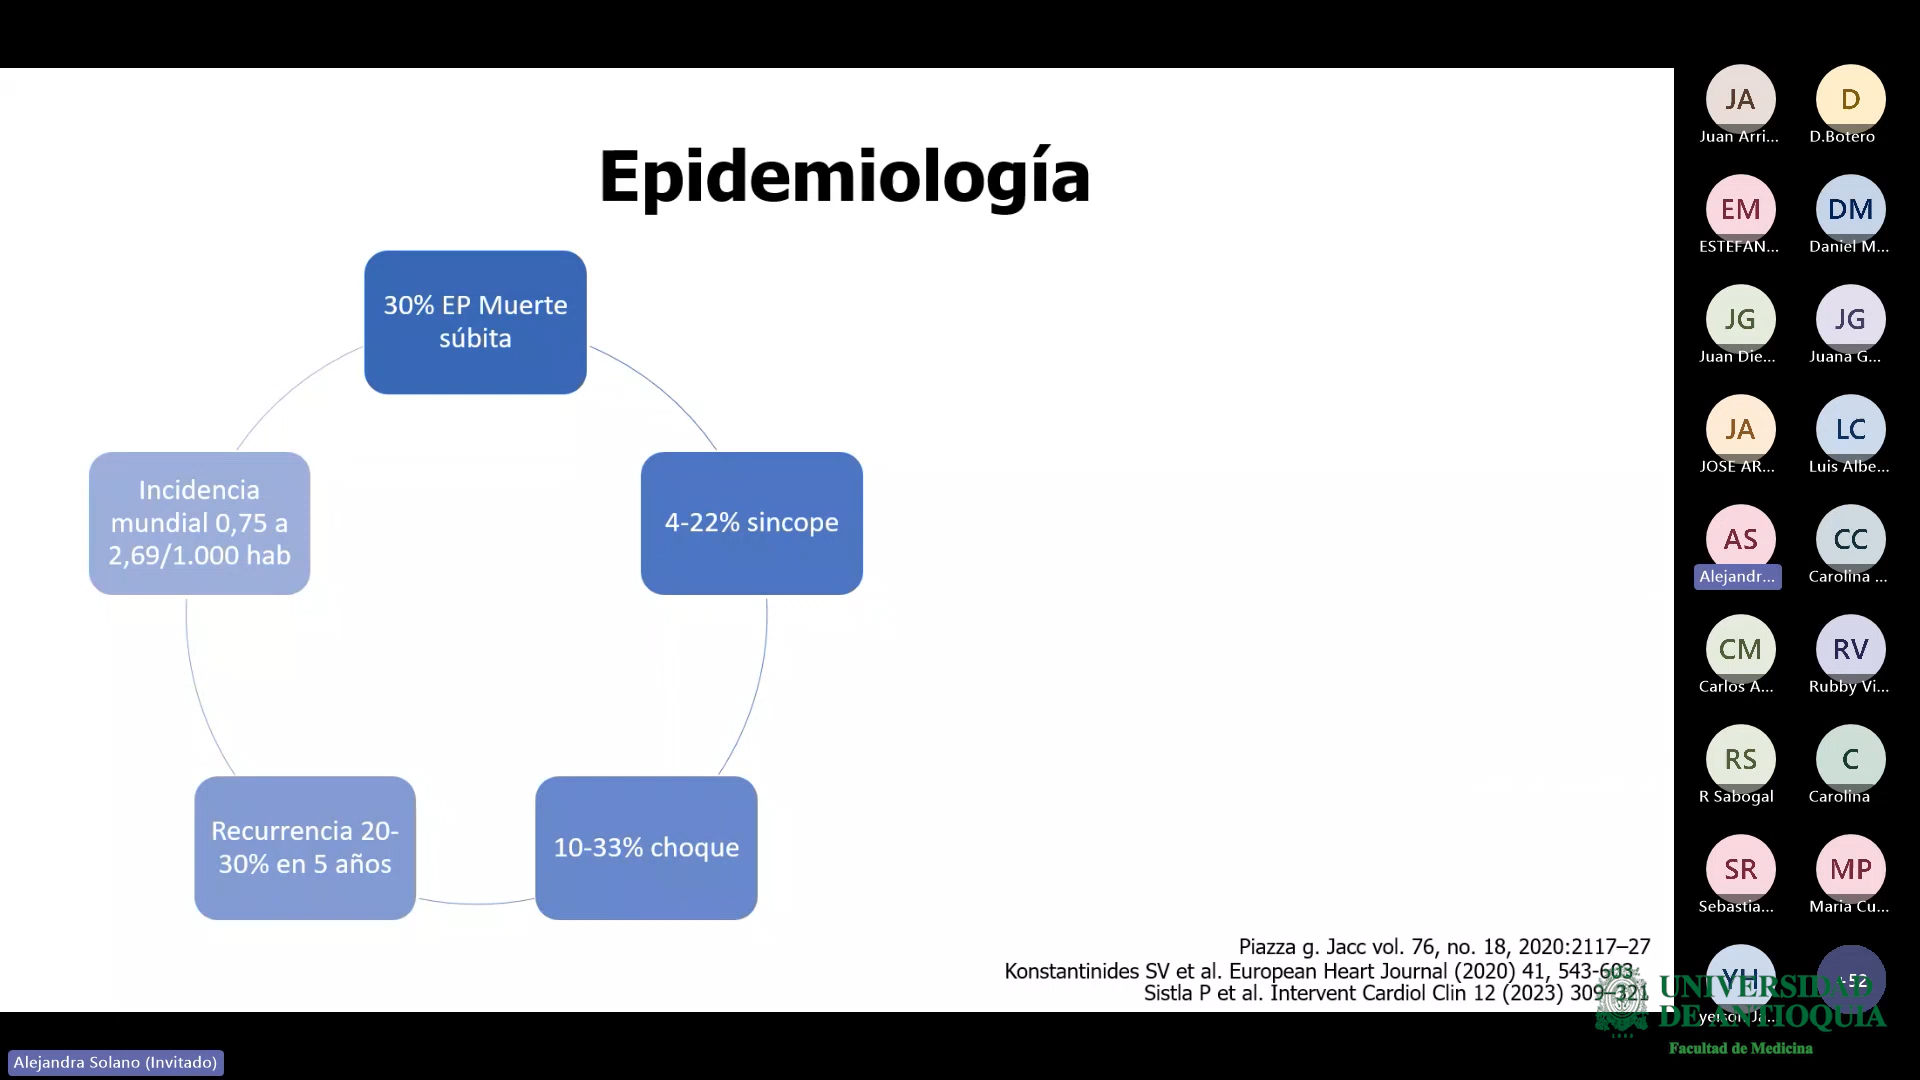 Epidemiología
30% EP Muerte
súbita
4-22% sincope
10-33% choque
Recurrencia 20-
30% en 5 años
Incidencia
mundial 0,75 a
2,69/1.000 hab
Piazza g. Jacc vol. 76, no. 18, 2020:2117–27
Konstantinides SV et al. European Heart Journal (2020) 41, 543-603
Sistla P et al. Intervent Cardiol Clin 12 (2023) 309–321
JA
Juan Arri...
D
D.Botero
EM
ESTEFAN...
DM
Daniel M...
JG
Juan Die...
JG
Juana G...
JA
JOSE AR...
LC
Luis Albe...
AS
Alejandr...
CC
Carolina ...
CM
Carlos A...
RV
Rubby Vi...
RS
R Sabogal
C
Carolina
SR
Sebastia...
MP
Maria Cu...
YH
+52
UNIVERSIDAD
DE ANTIOQUIA
Facultad de Medicina
Alejandra Solano (Invitado)